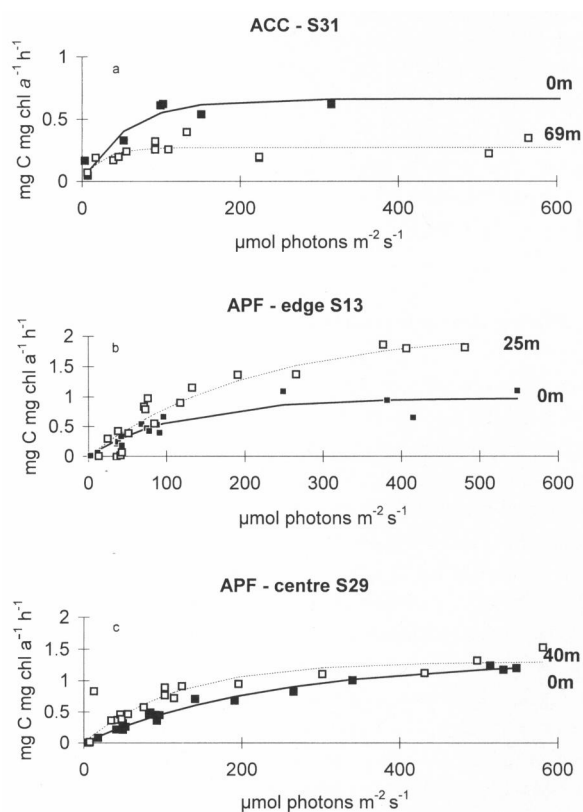 ACC - S31
a
mg C mg chl a⁻¹ h⁻¹
1
0.5
0
0m
69m
0 200 400 600
µmol photons m⁻² s⁻¹
APF - edge S13
b
mg C mg chl a⁻¹ h⁻¹
2
1.5
1
0.5
0
25m
0m
0 100 200 300 400 500 600
µmol photons m⁻² s⁻¹
APF - centre S29
c
mg C mg chl a⁻¹ h⁻¹
2
1.5
1
0.5
0
40m
0m
0 100 200 300 400 500 600
µmol photons m⁻² s⁻¹